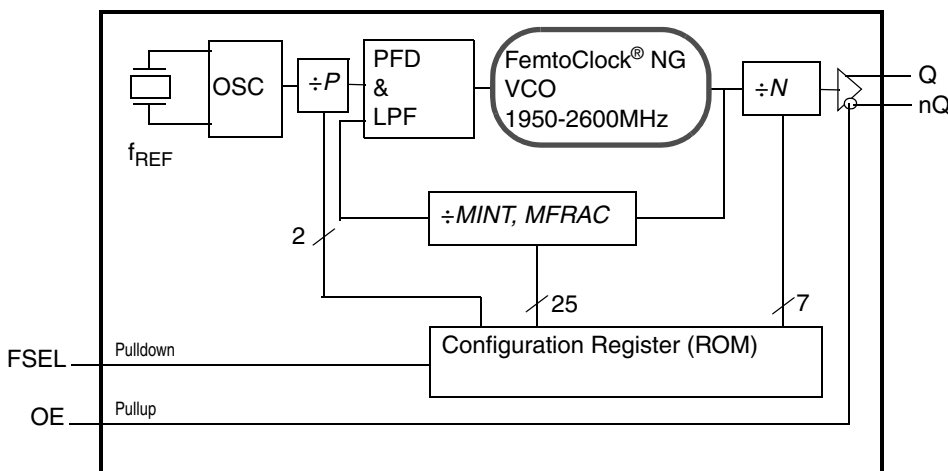 OSC
÷P
PFD
&
LPF
FemtoClock® NG
VCO
1950-2600MHz
÷N
Q
nQ
fREF
÷MINT, MFRAC
2
25
7
Configuration Register (ROM)
FSEL
Pulldown
OE
Pullup